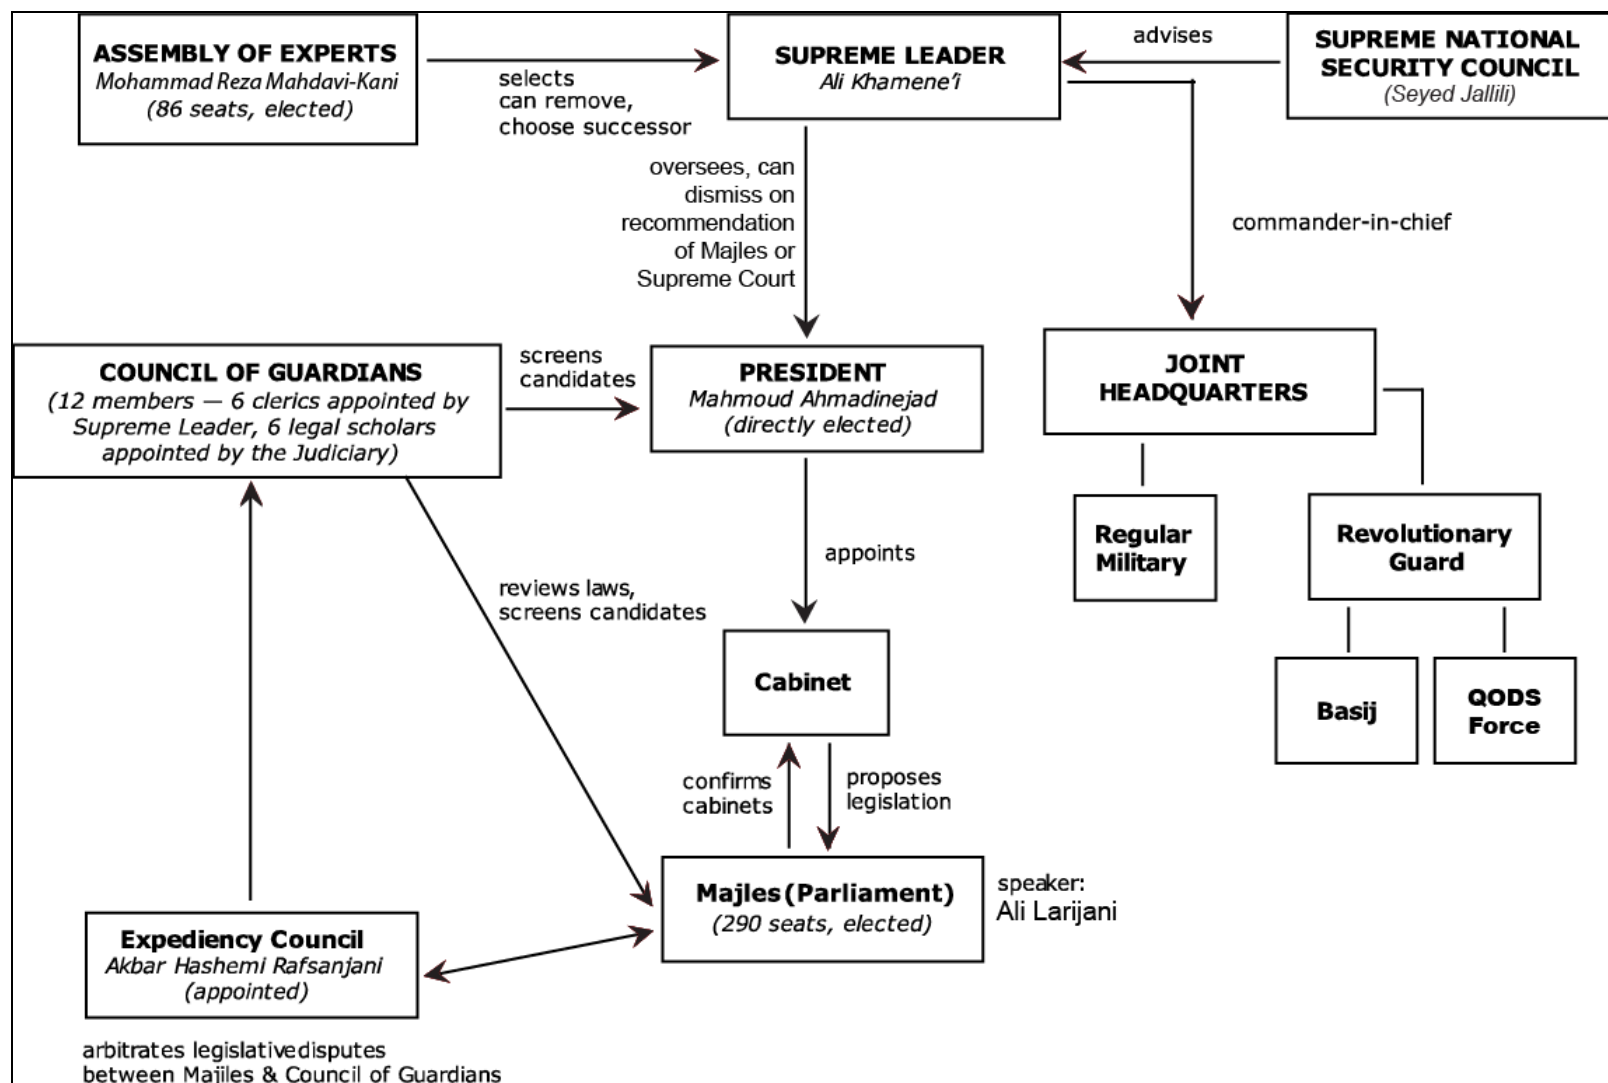 ASSEMBLY OF EXPERTS
Mohammad Reza Mahdavi-Kani
(86 seats, elected)
selects
can remove,
choose successor
SUPREME LEADER
Ali Khamene'i
advises
SUPREME NATIONAL
SECURITY COUNCIL
(Seyed Jallili)
oversees, can
dismiss on
recommendation
of Majles or
Supreme Court
commander-in-chief
COUNCIL OF GUARDIANS
(12 members — 6 clerics appointed by
Supreme Leader, 6 legal scholars
appointed by the Judiciary)
screens
candidates
PRESIDENT
Mahmoud Ahmadinejad
(directly elected)
JOINT
HEADQUARTERS
Regular
Military
Revolutionary
Guard
Basij
QODS
Force
appoints
reviews laws,
screens candidates
Cabinet
confirms
cabinets
proposes
legislation
Majles (Parliament)
(290 seats, elected)
speaker:
Ali Larijani
Expediency Council
Akbar Hashemi Rafsanjani
(appointed)
arbitrates legislativedisputes
between Majiles & Council of Guardians